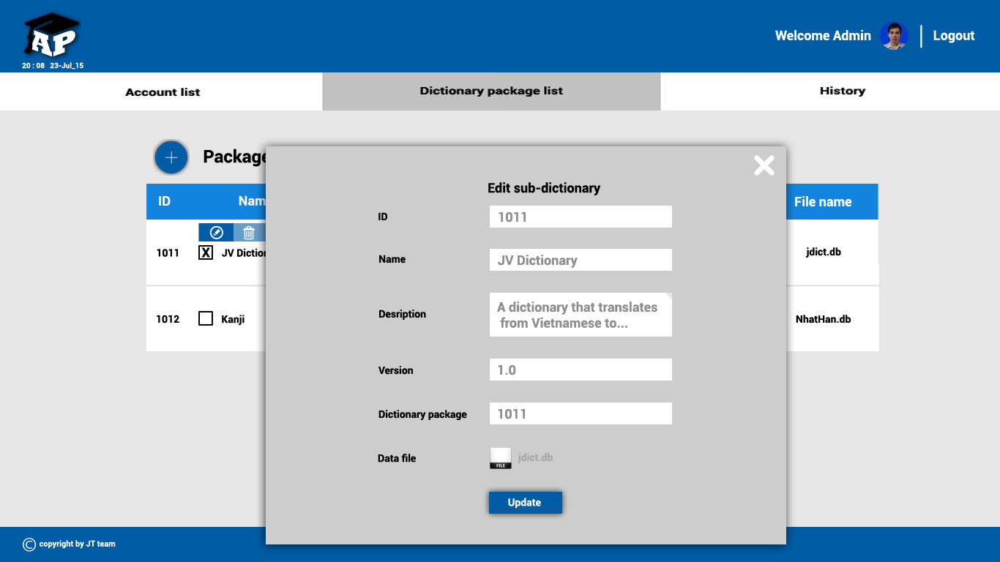 AP
20 : 08 23-Jul_15
Welcome Admin
Logout
Account list
Dictionary package list
History
Package
ID
Nam
File name
1011
X
JV Diction
jdict.db
1012
Kanji
NhatHan.db
Edit sub-dictionary
ID
1011
Name
JV Dictionary
Desription
A dictionary that translates
from Vietnamese to...
Version
1.0
Dictionary package
1011
Data file
FILE
jdict.db
Update
© copyright by JT team